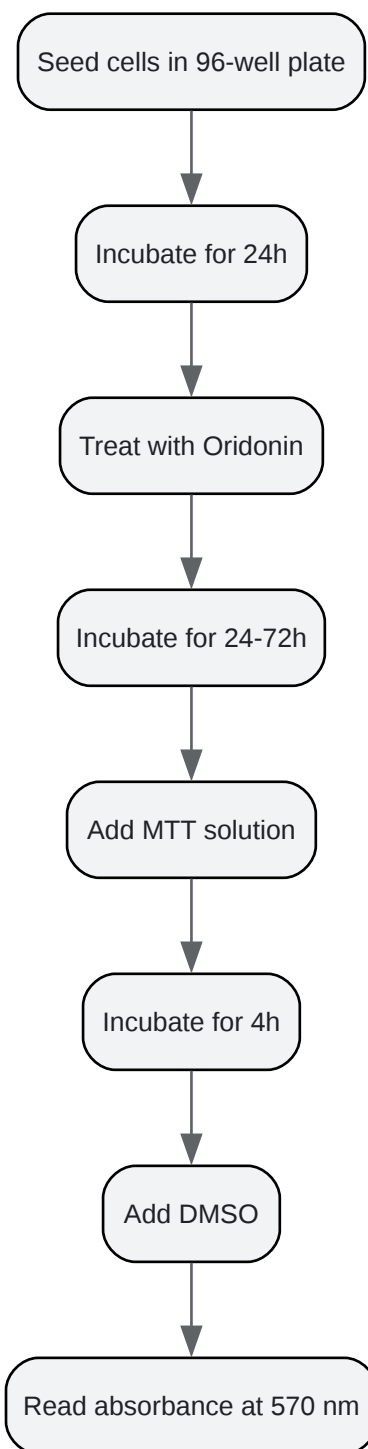 Seed cells in 96-well plate
Incubate for 24h
Treat with Oridonin
Incubate for 24-72h
Add MTT solution
Incubate for 4h
Add DMSO
Read absorbance at 570 nm